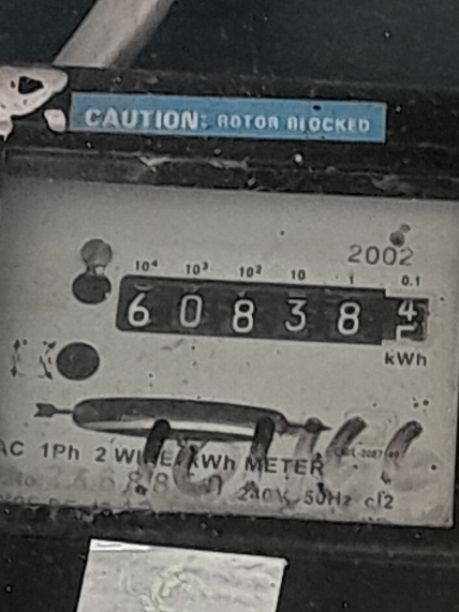 CAUTION: ROTOR BLOCKED
2002
10⁴ 10³ 10² 10 1 0.1
6 0 8 3 8 4
kWh
AC 1Ph 2 WIRE kWh METER
240V 50Hz cl2